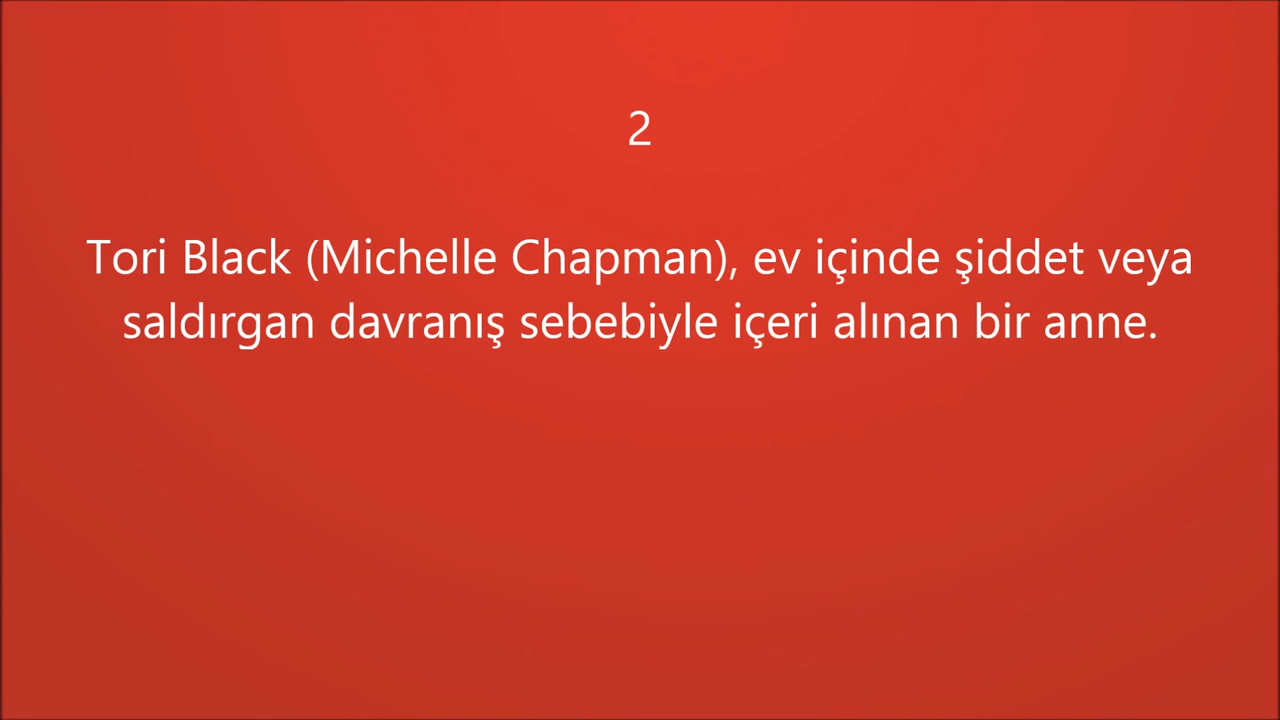 2
Tori Black (Michelle Chapman), ev içinde şiddet veya
saldırgan davranış sebebiyle içeri alınan bir anne.